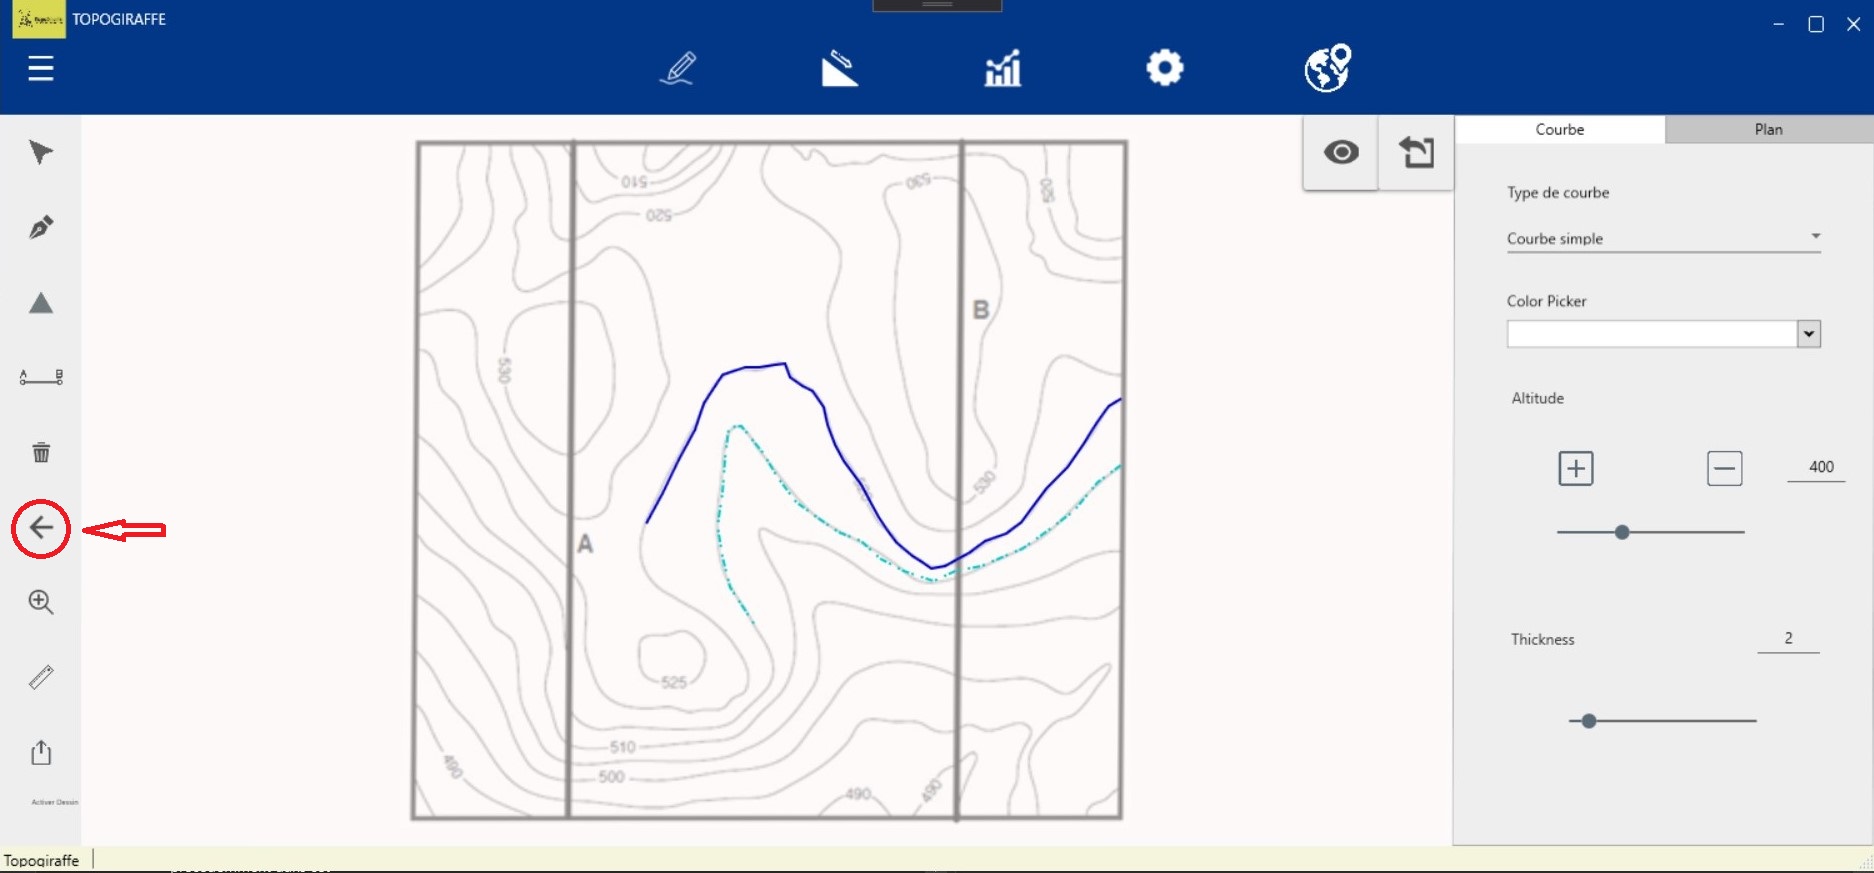 TOPOGIRAFFE
Courbe
Plan
Type de courbe
Courbe simple
Color Picker
Altitude
400
Thickness
2
A B
Activer Dessin
510
520
530
520
530
B
530
A
525
510
500
490
490
490
Topogiraffe